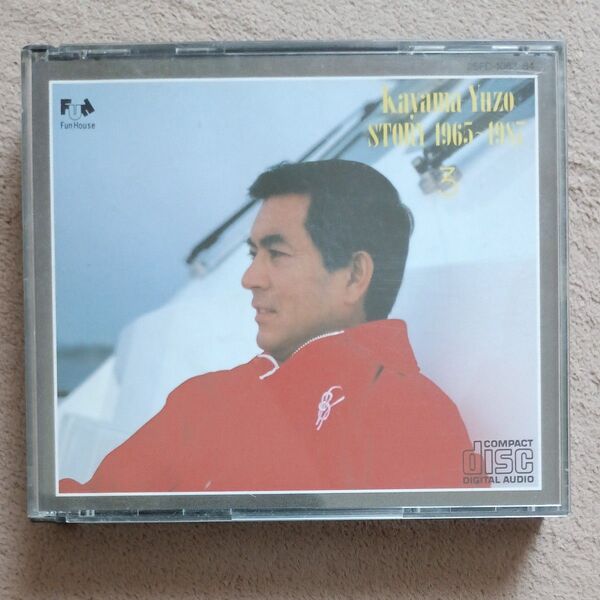 FUN
Fun House
Kayama Yuzo
STORY 1965~1987
3
COMPACT
disc
DIGITAL AUDIO